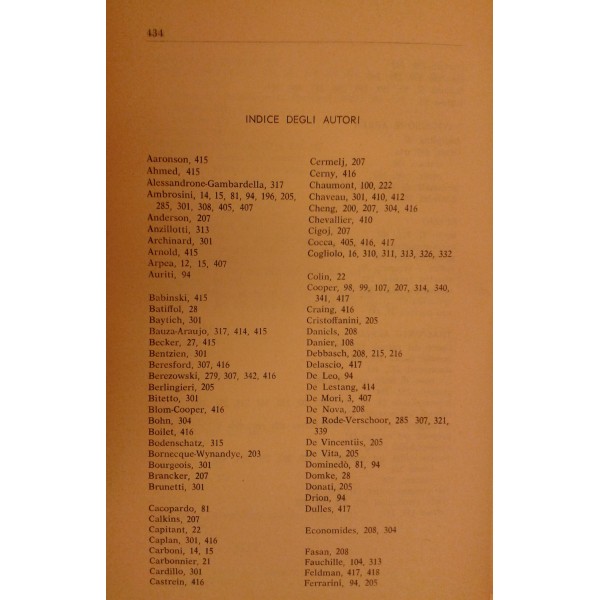 434
INDICE DEGLI AUTORI
Aaronson, 415
Ahmed, 415
Alessandrone-Gambardella, 317
Ambrosini, 14, 15, 81, 94, 196, 205,
285, 301, 308, 405, 407
Anderson, 207
Anzillotti, 313
Archinard, 301
Arnold, 415
Arpea, 12, 15, 407
Auriti, 94
Babinski, 415
Batiffol, 28
Baytich, 301
Bauza-Araujo, 317, 414, 415
Becker, 27, 415
Bentzien, 301
Beresford, 307, 416
Berezowski, 279, 307, 342, 416
Berlingieri, 205
Bitetto, 301
Blom-Cooper, 416
Bohn, 304
Boilet, 416
Bodenschatz, 315
Bornecque-Wynandye, 203
Bourgeois, 301
Brancker, 207
Brunetti, 301
Cacopardo, 81
Calkins, 207
Capitant, 22
Caplan, 301, 416
Carboni, 14, 15
Carbonnier, 21
Cardillo, 301
Castrein, 416
Cermelj, 207
Cerny, 416
Chaumont, 100, 222
Chaveau, 301, 410, 412
Cheng, 200, 207, 304, 416
Chevallier, 410
Cigoj, 207
Cocca, 405, 416, 417
Cogliolo, 16, 310, 311, 313, 326, 332
Colin, 22
Cooper, 98, 99, 107, 207, 314, 340,
341, 417
Craing, 416
Cristoffanini, 205
Daniels, 208
Danier, 108
Debbasch, 208, 215, 216
Delascio, 417
De Leo, 94
De Lestang, 414
De Mori, 3, 407
De Nova, 208
De Rode-Verschoor, 285 307, 321,
339
De Vincentiis, 205
De Vita, 205
Dominedò, 81, 94
Domke, 28
Donati, 205
Drion, 94
Dulles, 417
Economides, 208, 304
Fasan, 208
Fauchille, 104, 313
Feldman, 417, 418
Ferrarini, 94, 205